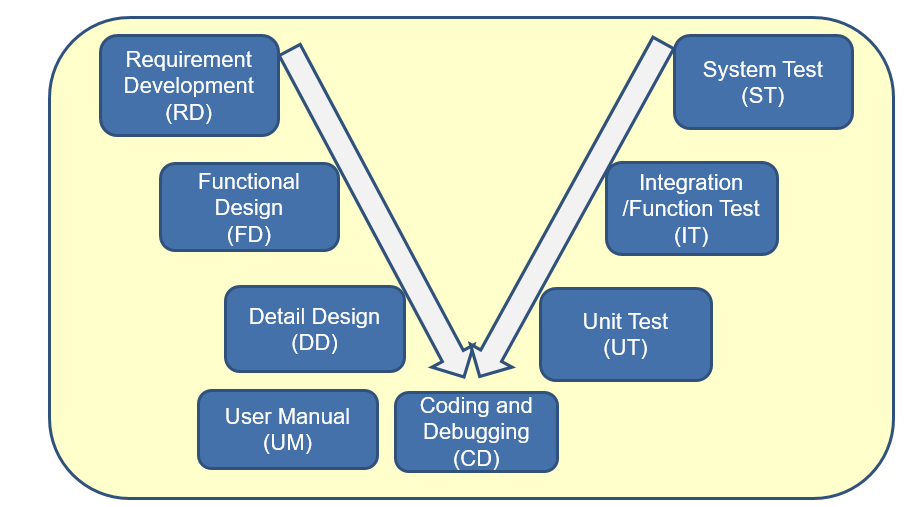 Requirement
Development
(RD)
System Test
(ST)
Functional
Design
(FD)
Integration
/Function Test
(IT)
Detail Design
(DD)
Unit Test
(UT)
User Manual
(UM)
Coding and
Debugging
(CD)